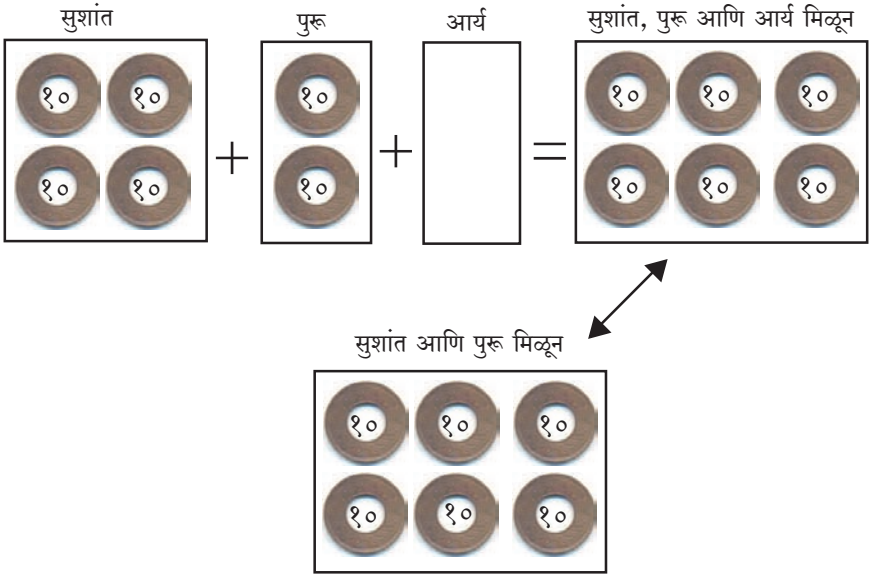 सुशांत पुरू आर्य सुशांत, पुरू आणि आर्य मिळून
१० १० १० १० १० १०
+ + =
१० १० १० १० १० १०
सुशांत आणि पुरू मिळून
१० १० १०
१० १० १०